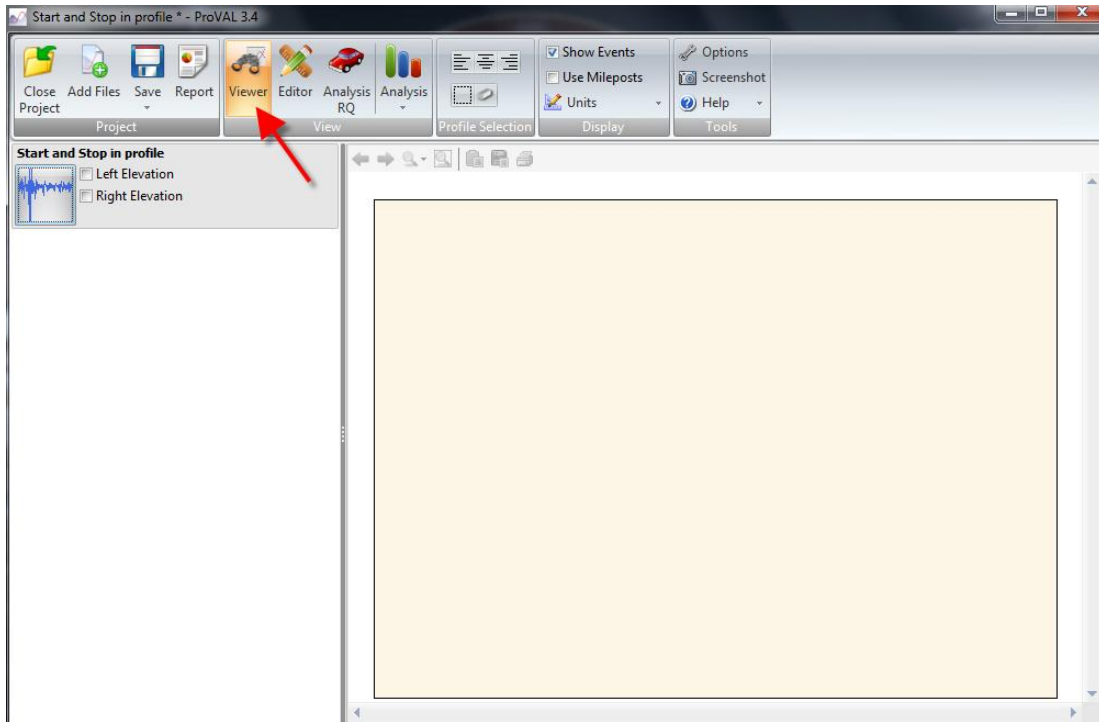 Start and Stop in profile * - ProVAL 3.4
Close Project
Add Files
Save
Report
Project
Viewer
Editor
Analysis RQ
Analysis
View
Profile Selection
Show Events
Use Mileposts
Units
Display
Options
Screenshot
Help
Tools
Start and Stop in profile
Left Elevation
Right Elevation